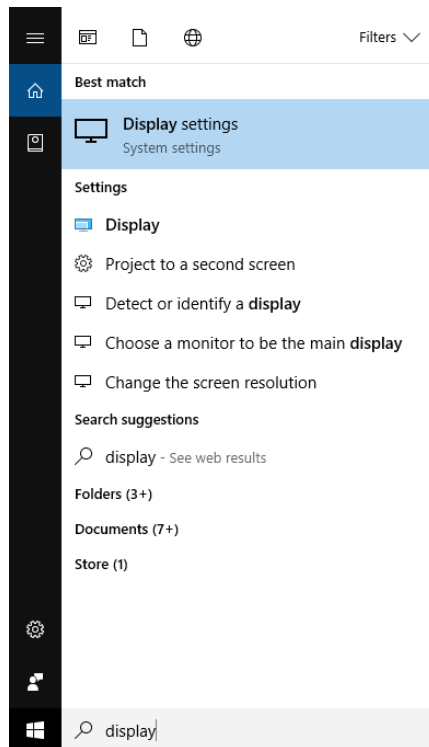 Filters
Best match
Display settings
System settings
Settings
Display
Project to a second screen
Detect or identify a display
Choose a monitor to be the main display
Change the screen resolution
Search suggestions
display - See web results
Folders (3+)
Documents (7+)
Store (1)
display